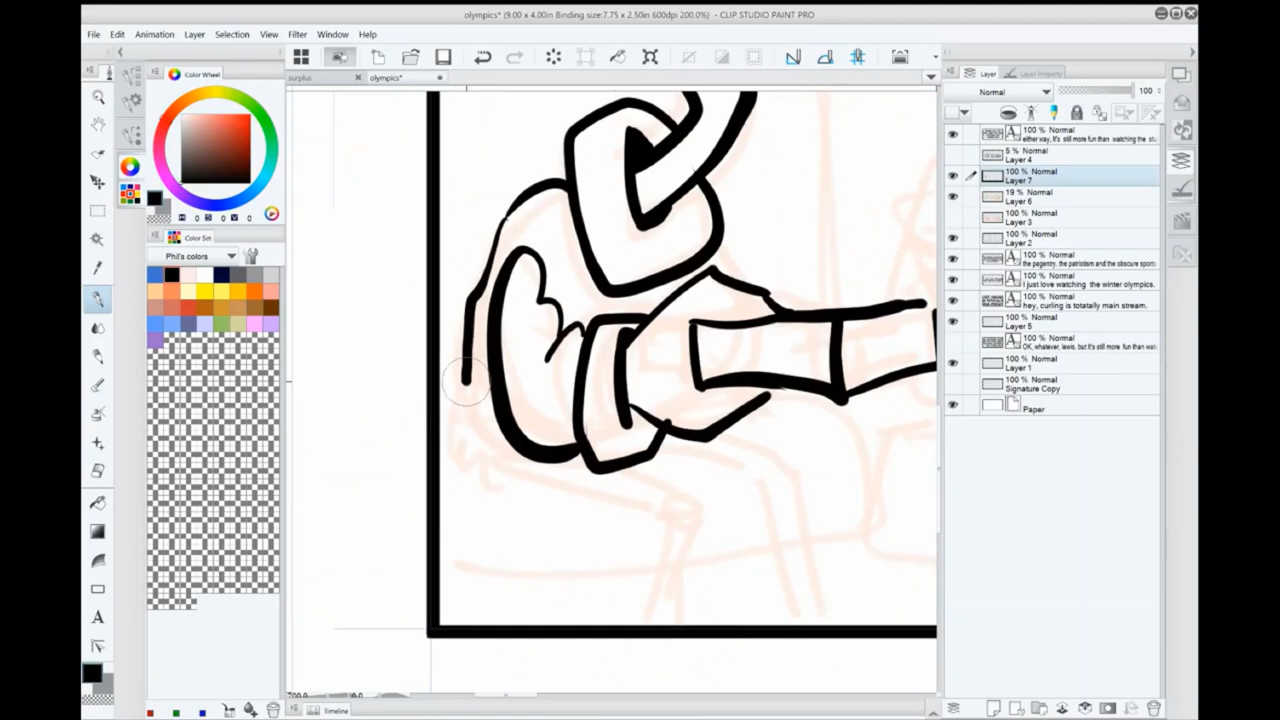 olympics* (9.00 x 4.00in Binding size:7.75 x 2.50in 600dpi 200.0%) - CLIP STUDIO PAINT PRO
File Edit Animation Layer Selection View Filter Window Help
surplus
olympics*
Color Wheel
H 0 S 0 V 0
Color Set
Phil's colors
Layer
Layer Property
Normal
100
100 % Normal
either way, It's still more fun than watching the
5 % Normal
Layer 4
100 % Normal
Layer 7
19 % Normal
Layer 6
100 % Normal
Layer 3
100 % Normal
Layer 2
100 % Normal
the pagentry, the patriotism and the obscure sports
100 % Normal
I just love watching the winter olympics.
100 % Normal
hey, curling is totatally main stream.
100 % Normal
Layer 5
100 % Normal
OK, whatever, lewis, but It's still more fun than
100 % Normal
Layer 1
100 % Normal
Signature Copy
Paper
Timeline